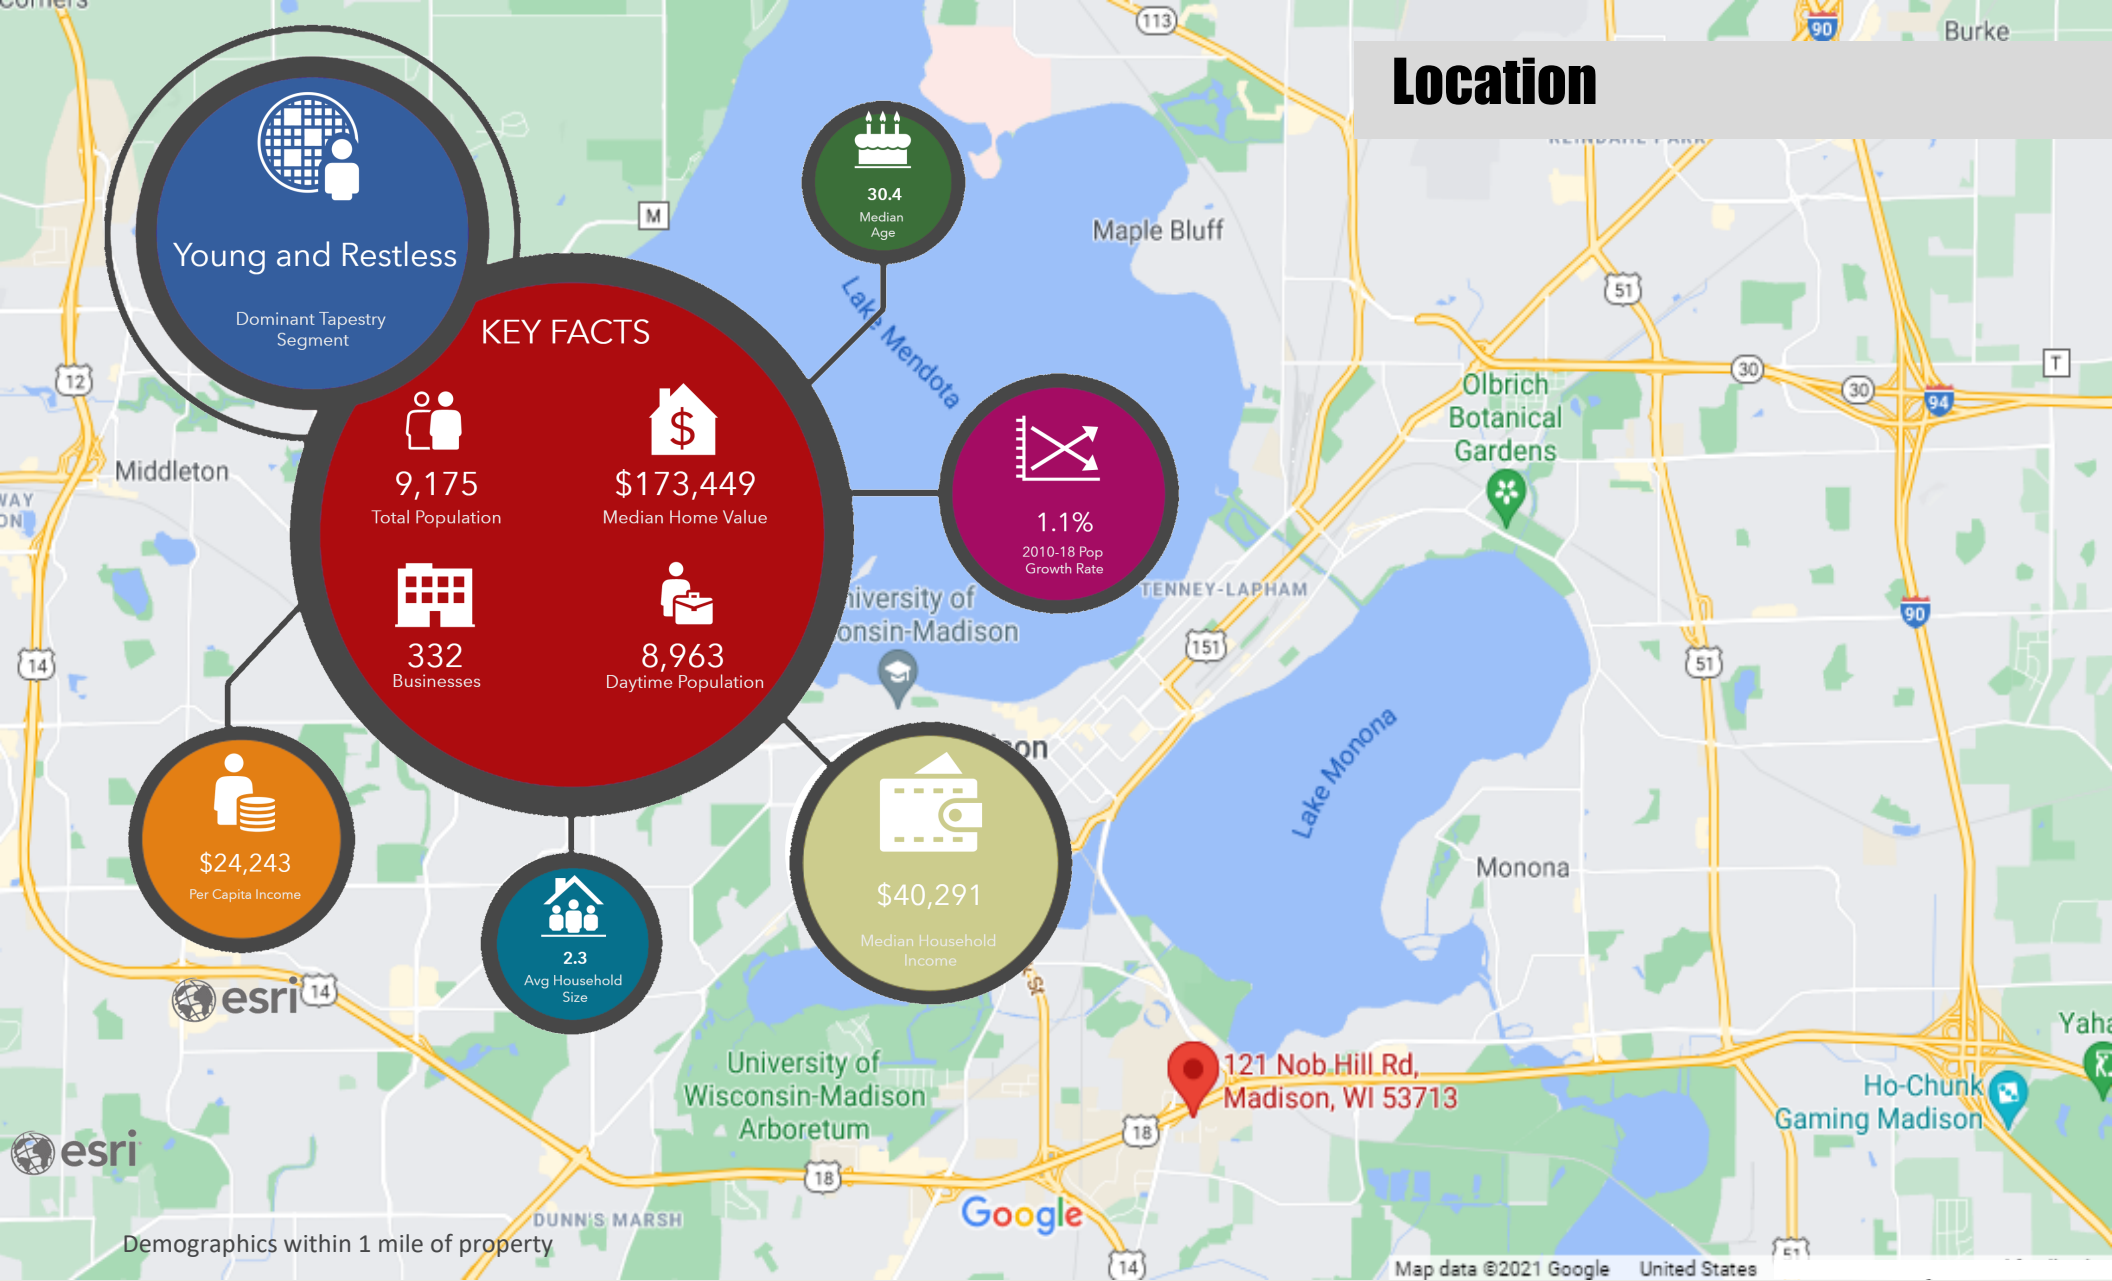 Location
Young and Restless
Dominant Tapestry
Segment
KEY FACTS
9,175
Total Population
$173,449
Median Home Value
332
Businesses
8,963
Daytime Population
30.4
Median
Age
1.1%
2010-18 Pop
Growth Rate
$24,243
Per Capita Income
2.3
Avg Household
Size
$40,291
Median Household
Income
113
90
Burke
M
Maple Bluff
Lake Mendota
51
12
30
30
T
94
Olbrich
Botanical
Gardens
Middleton
TENNEY-LAPHAM
90
14
151
51
Lake Monona
Monona
esri
14
University of
Wisconsin-Madison
Arboretum
121 Nob Hill Rd,
Madison, WI 53713
Ho-Chunk
Gaming Madison
18
esri
18
DUNN'S MARSH
Google
Demographics within 1 mile of property
14
51
Map data ©2021 Google United States